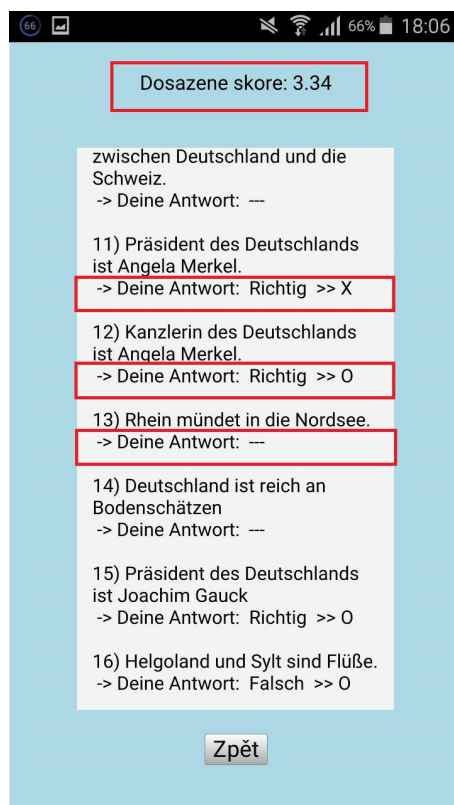 66 66% 18:06
Dosazene skore: 3.34
zwischen Deutschland und die
Schweiz.
-> Deine Antwort: ---
11) Präsident des Deutschlands
ist Angela Merkel.
-> Deine Antwort: Richtig >> X
12) Kanzlerin des Deutschlands
ist Angela Merkel.
-> Deine Antwort: Richtig >> O
13) Rhein mündet in die Nordsee.
-> Deine Antwort: ---
14) Deutschland ist reich an
Bodenschätzen
-> Deine Antwort: ---
15) Präsident des Deutschlands
ist Joachim Gauck
-> Deine Antwort: Richtig >> O
16) Helgoland und Sylt sind Flüße.
-> Deine Antwort: Falsch >> O
Zpět